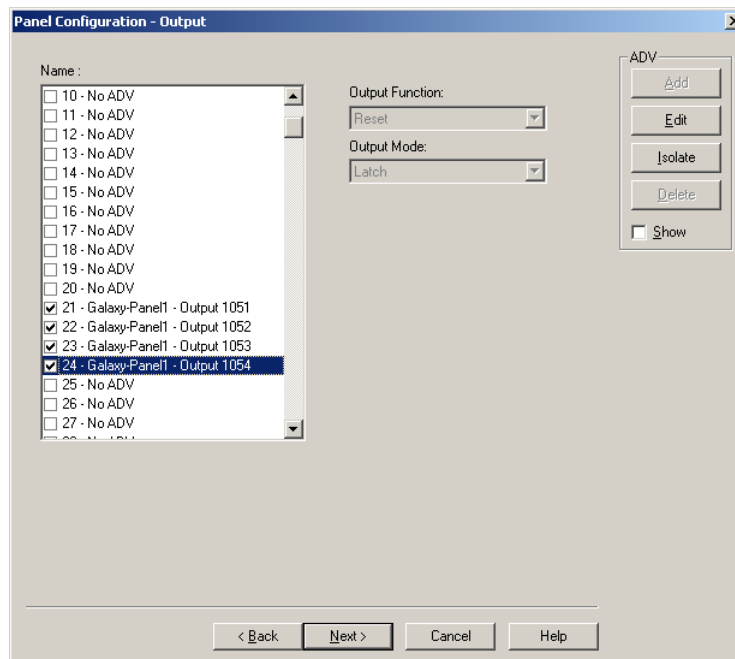 Panel Configuration - Output
Name :
10 - No ADV
11 - No ADV
12 - No ADV
13 - No ADV
14 - No ADV
15 - No ADV
16 - No ADV
17 - No ADV
18 - No ADV
19 - No ADV
20 - No ADV
21 - Galaxy-Panel1 - Output 1051
22 - Galaxy-Panel1 - Output 1052
23 - Galaxy-Panel1 - Output 1053
24 - Galaxy-Panel1 - Output 1054
25 - No ADV
26 - No ADV
27 - No ADV
Output Function:
Reset
Output Mode:
Latch
ADV
Add
Edit
Isolate
Delete
Show
< Back
Next >
Cancel
Help